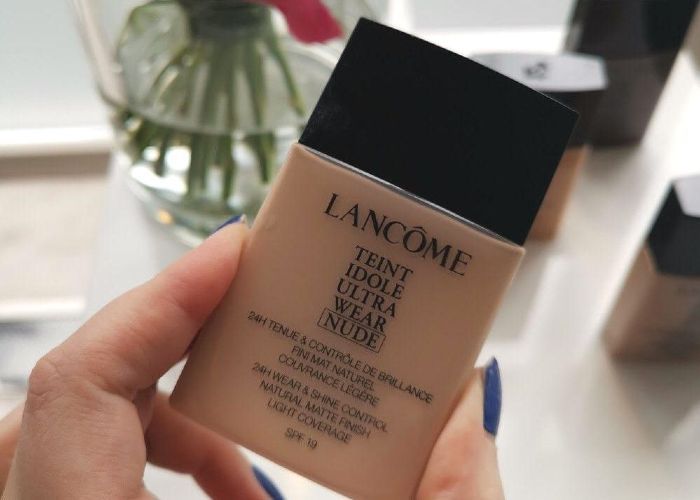 LANCÔME
TEINT
IDOLE
ULTRA
WEAR
NUDE
24H TENUE & CONTRÔLE DE BRILLANCE
FINI MAT NATUREL
COUVRANCE LÉGÈRE
24H WEAR & SHINE CONTROL
NATURAL MATTE FINISH
LIGHT COVERAGE
SPF 19